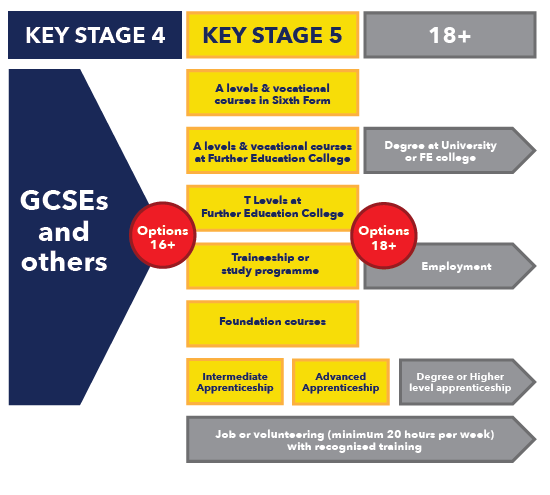 KEY STAGE 4
KEY STAGE 5
18+
GCSEs
and
others
Options
16+
A levels & vocational
courses in Sixth Form
A levels & vocational courses
at Further Education College
T Levels at
Further Education College
Traineeship or
study programme
Foundation courses
Intermediate
Apprenticeship
Advanced
Apprenticeship
Options
18+
Degree at University
or FE college
Employment
Degree or Higher
level apprenticeship
Job or volunteering (minimum 20 hours per week)
with recognised training